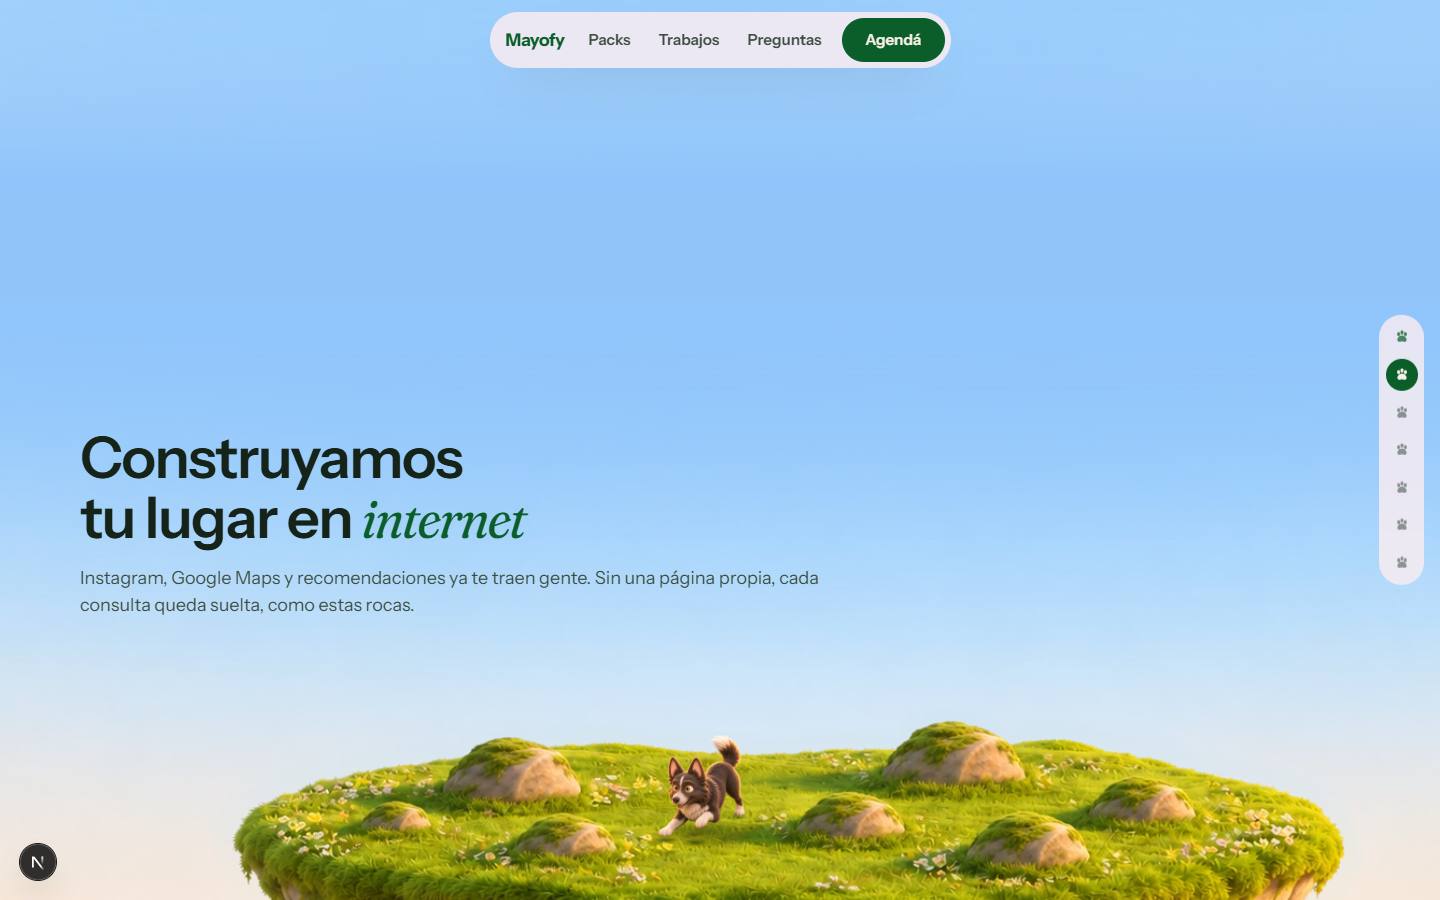 Mayofy Packs Trabajos Preguntas Agendá
Construyamos
tu lugar en internet
Instagram, Google Maps y recomendaciones ya te traen gente. Sin una página propia, cada
consulta queda suelta, como estas rocas.
N